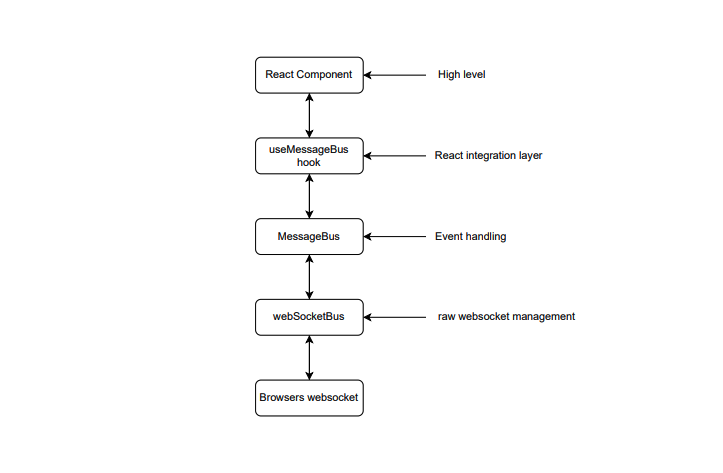 React Component
High level
useMessageBus
hook
React integration layer
MessageBus
Event handling
webSocketBus
raw websocket management
Browsers websocket